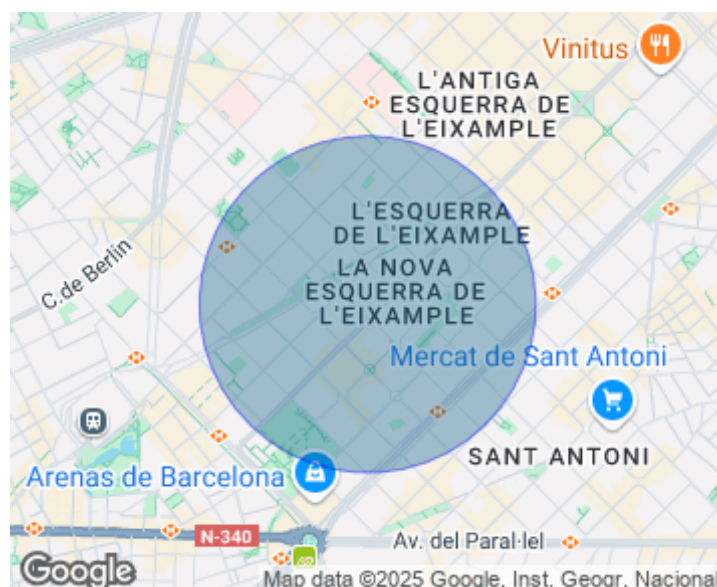 Vinitus
L'ANTIGA
ESQUERRA DE
L'EIXAMPLE
L'ESQUERRA
DE L'EIXAMPLE
C. de Berlín
LA NOVA
ESQUERRA DE
L'EIXAMPLE
Mercat de Sant Antoni
SANT ANTONI
Arenas de Barcelona
N-340
Av. del Paral·lel
Google
Map data ©2025 Google, Inst. Geogr. Nacional